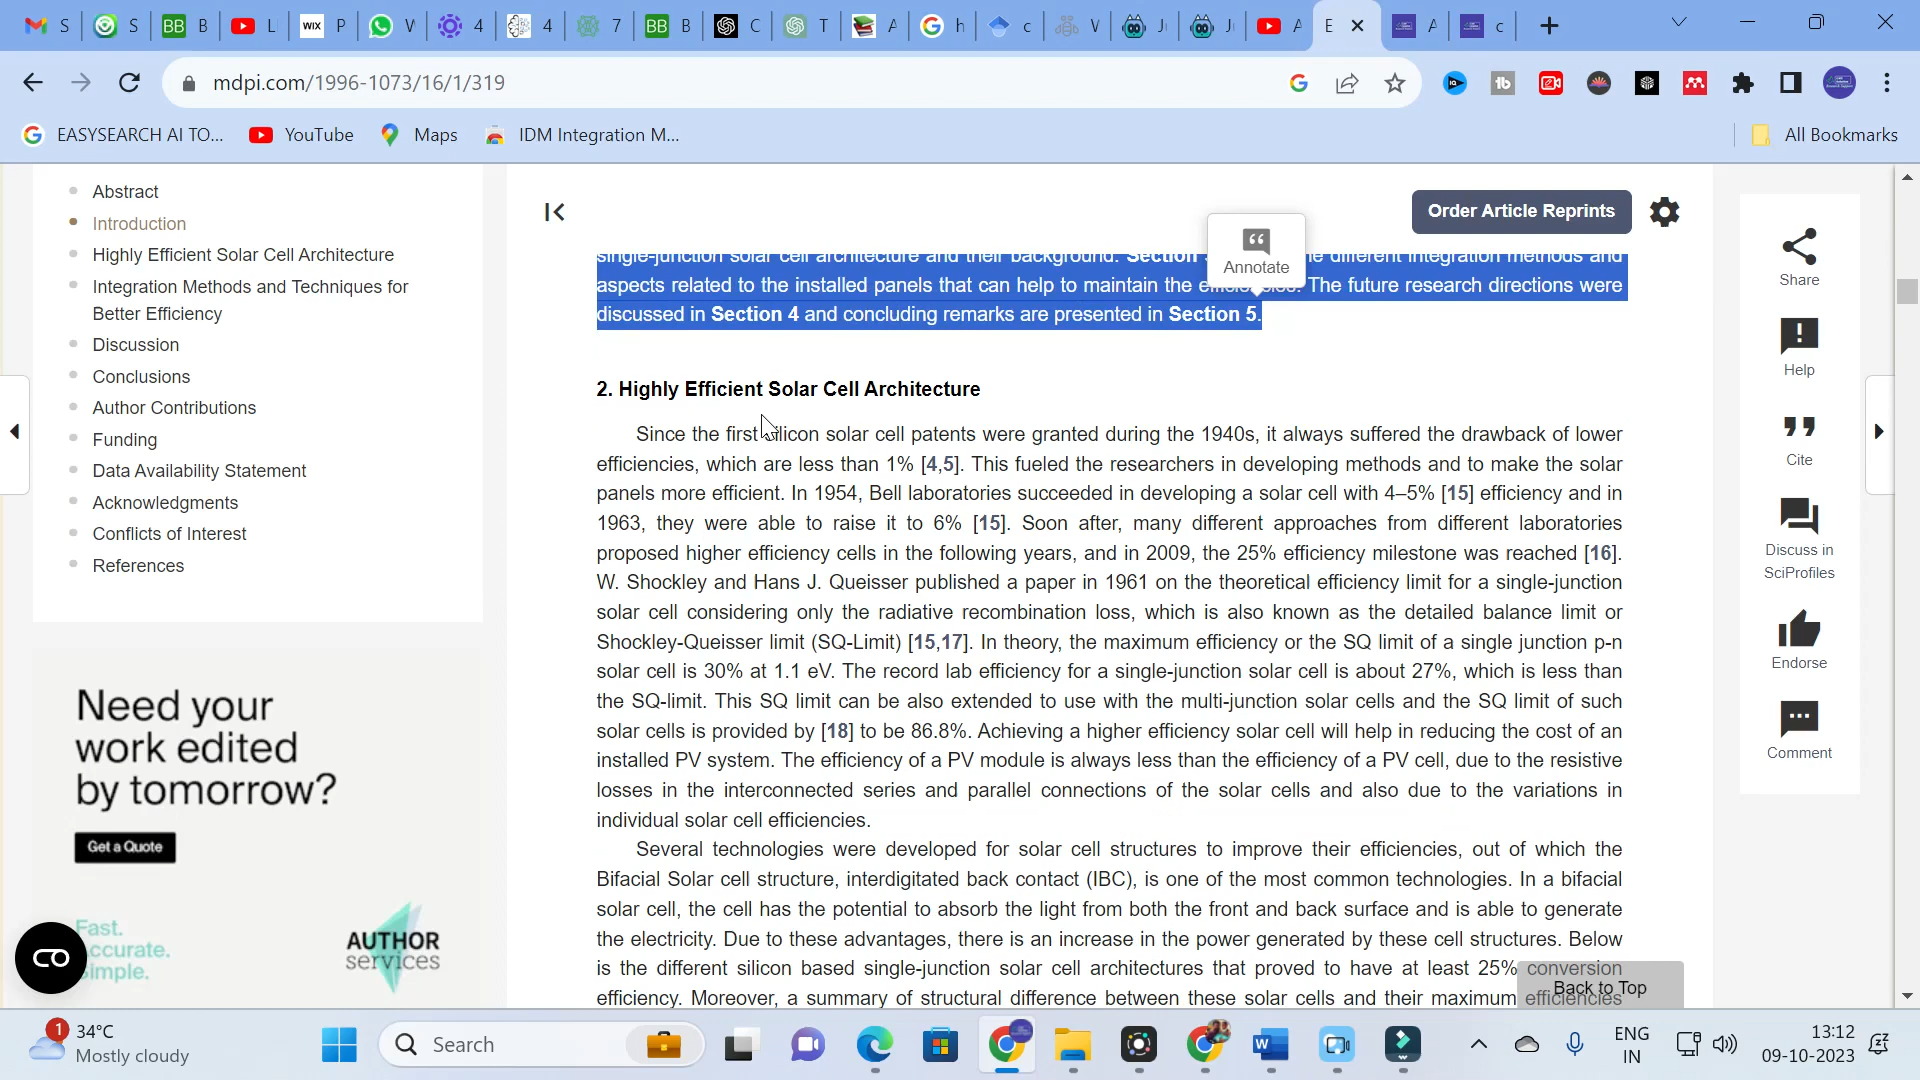 S
S
BB B
L
WIX P
W
4
4
7
BB B
C
T
A
h
c
W
J
J
A
E
A
c
mdpi.com/1996-1073/16/1/319
EASYSEARCH AI TO...
YouTube
Maps
IDM Integration M...
All Bookmarks
Abstract
Introduction
Highly Efficient Solar Cell Architecture
Integration Methods and Techniques for
Better Efficiency
Discussion
Conclusions
Author Contributions
Funding
Data Availability Statement
Acknowledgments
Conflicts of Interest
References
Need your
work edited
by tomorrow?
Get a Quote
Fast.
ccurate.
imple.
AUTHOR
services
Order Article Reprints
Annotate
single-junction solar cell architecture and their background. Section different integration methods and
aspects related to the installed panels that can help to maintain the The future research directions were
discussed in Section 4 and concluding remarks are presented in Section 5.
2. Highly Efficient Solar Cell Architecture
Since the first silicon solar cell patents were granted during the 1940s, it always suffered the drawback of lower
efficiencies, which are less than 1% [4,5]. This fueled the researchers in developing methods and to make the solar
panels more efficient. In 1954, Bell laboratories succeeded in developing a solar cell with 4–5% [15] efficiency and in
1963, they were able to raise it to 6% [15]. Soon after, many different approaches from different laboratories
proposed higher efficiency cells in the following years, and in 2009, the 25% efficiency milestone was reached [16].
W. Shockley and Hans J. Queisser published a paper in 1961 on the theoretical efficiency limit for a single-junction
solar cell considering only the radiative recombination loss, which is also known as the detailed balance limit or
Shockley-Queisser limit (SQ-Limit) [15,17]. In theory, the maximum efficiency or the SQ limit of a single junction p-n
solar cell is 30% at 1.1 eV. The record lab efficiency for a single-junction solar cell is about 27%, which is less than
the SQ-limit. This SQ limit can be also extended to use with the multi-junction solar cells and the SQ limit of such
solar cells is provided by [18] to be 86.8%. Achieving a higher efficiency solar cell will help in reducing the cost of an
installed PV system. The efficiency of a PV module is always less than the efficiency of a PV cell, due to the resistive
losses in the interconnected series and parallel connections of the solar cells and also due to the variations in
individual solar cell efficiencies.
Several technologies were developed for solar cell structures to improve their efficiencies, out of which the
Bifacial Solar cell structure, interdigitated back contact (IBC), is one of the most common technologies. In a bifacial
solar cell, the cell has the potential to absorb the light from both the front and back surface and is able to generate
the electricity. Due to these advantages, there is an increase in the power generated by these cell structures. Below
is the different silicon based single-junction solar cell architectures that proved to have at least 25% conversion
efficiency. Moreover, a summary of structural difference between these solar cells and their maximum efficiencies
Back to Top
Share
Help
Cite
Discuss in
SciProfiles
Endorse
Comment
1
34°C
Mostly cloudy
Search
ENG
IN
13:12
09-10-2023